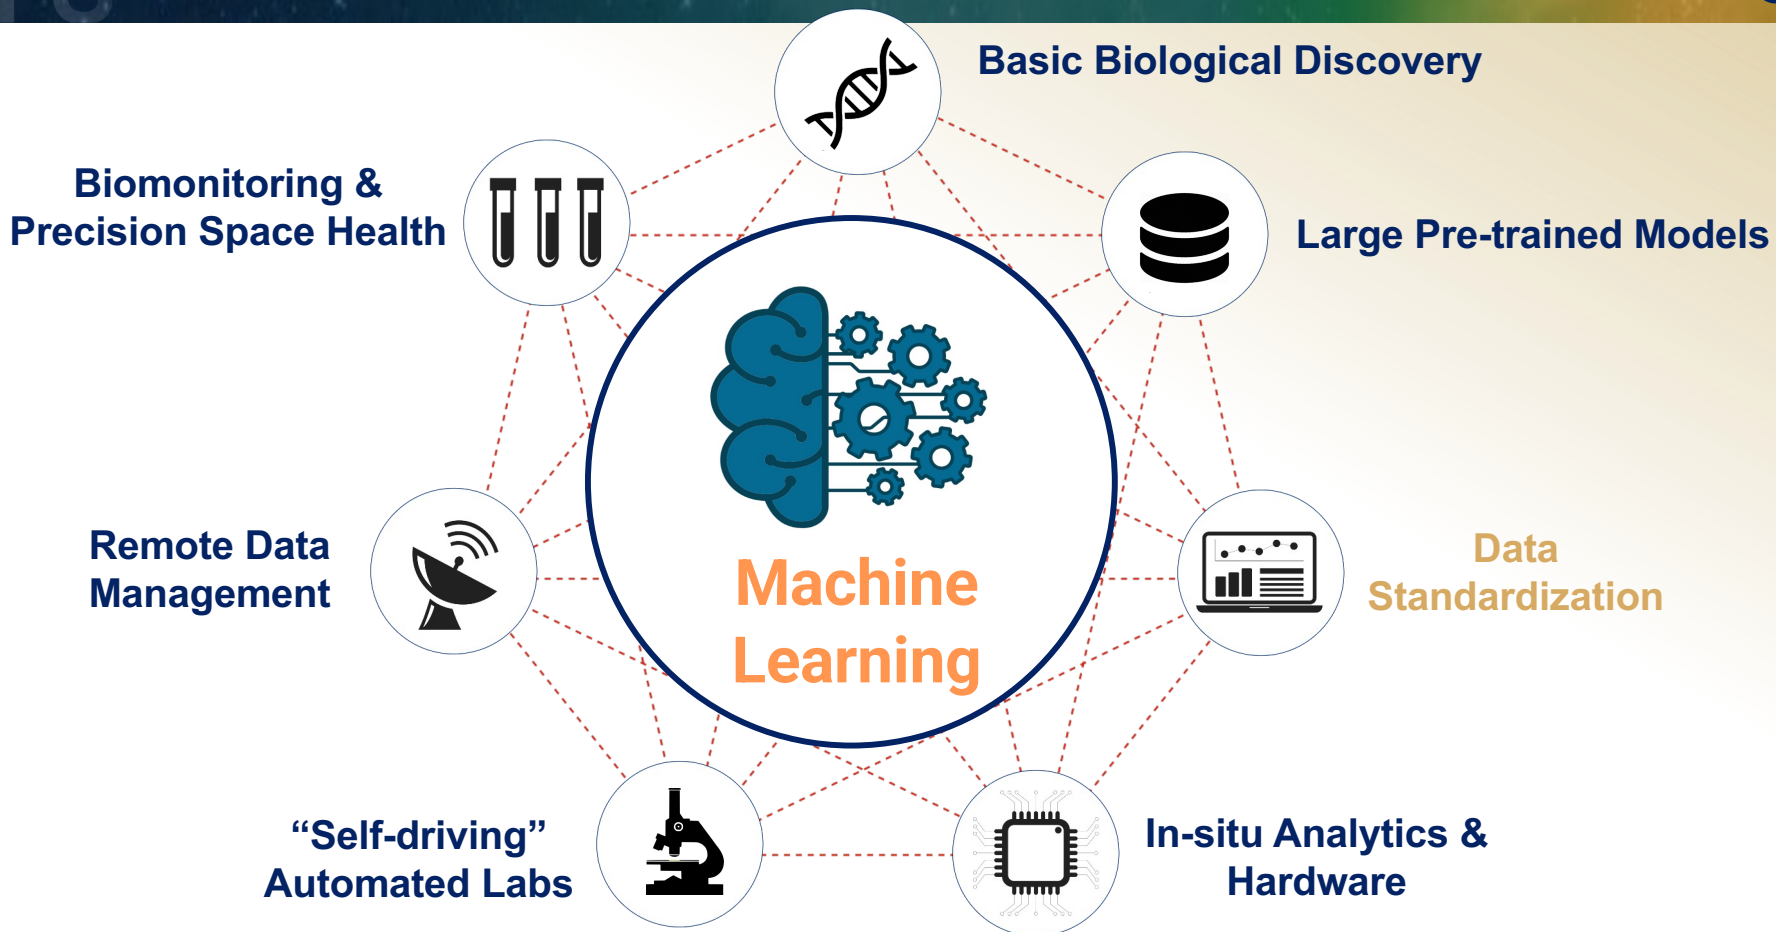 Basic Biological Discovery
Biomonitoring &
Precision Space Health
Large Pre-trained Models
Machine
Learning
Remote Data
Management
Data
Standardization
“Self-driving”
Automated Labs
In-situ Analytics &
Hardware